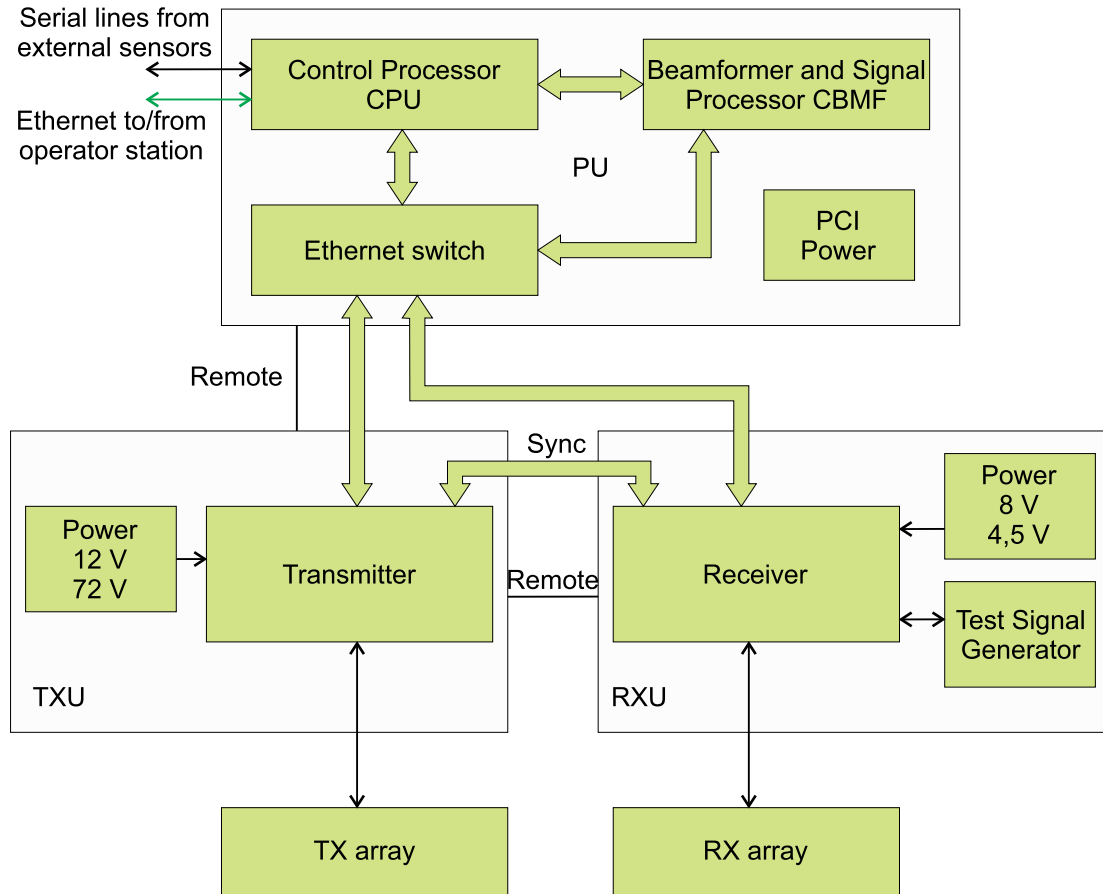 Serial lines from
external sensors
Ethernet to/from
operator station
Control Processor
CPU
Beamformer and Signal
Processor CBMF
PU
Ethernet switch
PCI
Power
Remote
Sync
Power
12 V
72 V
Transmitter
Remote
Receiver
Power
8 V
4,5 V
Test Signal
Generator
TXU
RXU
TX array
RX array